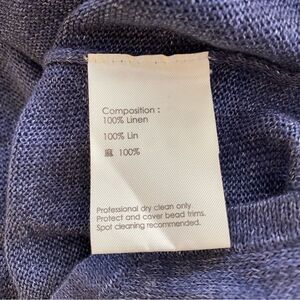 Composition :
100% Linen
100% Lin
麻 100%
Professional dry clean only.
Protect and cover bead trims.
Spot cleaning recommended.